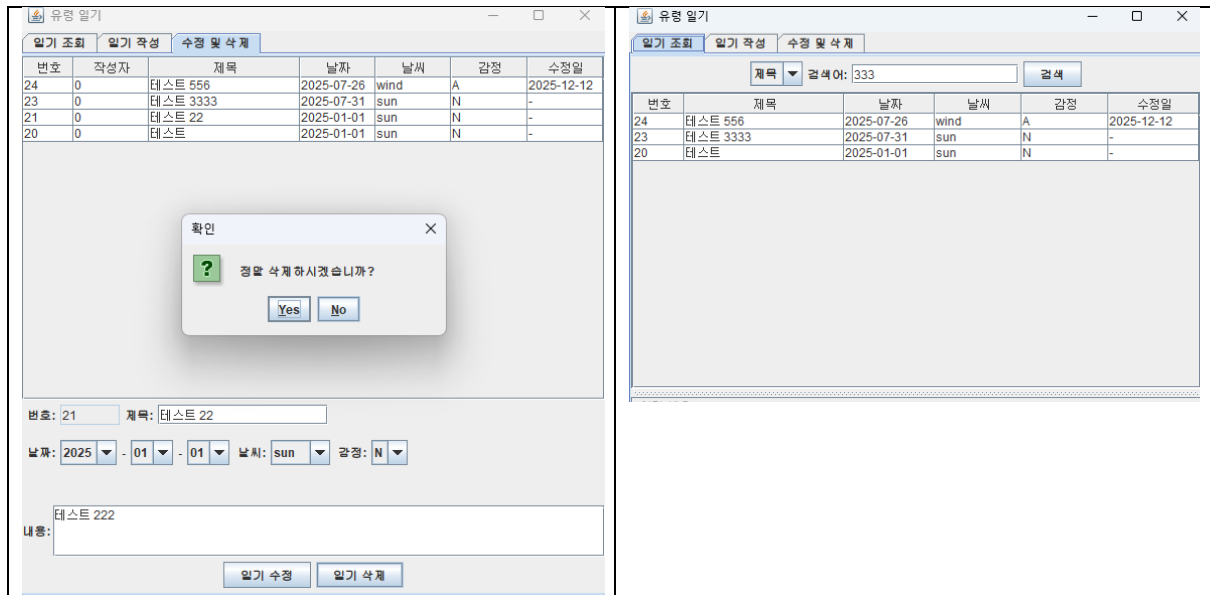 유령 일기
일기 조회 일기 작성 수정 및 삭제
번호 작성자 제목 날짜 날씨 감정 수정일
24 0 테스트 556 2025-07-26 wind A 2025-12-12
23 0 테스트 3333 2025-07-31 sun N -
21 0 테스트 22 2025-01-01 sun N -
20 0 테스트 2025-01-01 sun N -
확인
? 정말 삭제하시겠습니까?
Yes No
번호: 21 제목: 테스트 22
날짜: 2025 - 01 - 01 날씨: sun 감정: N
내용: 테스트 222
일기 수정 일기 삭제
유령 일기
일기 조회 일기 작성 수정 및 삭제
제목 검색어: 333 검색
번호 제목 날짜 날씨 감정 수정일
24 테스트 556 2025-07-26 wind A 2025-12-12
23 테스트 3333 2025-07-31 sun N -
20 테스트 2025-01-01 sun N -